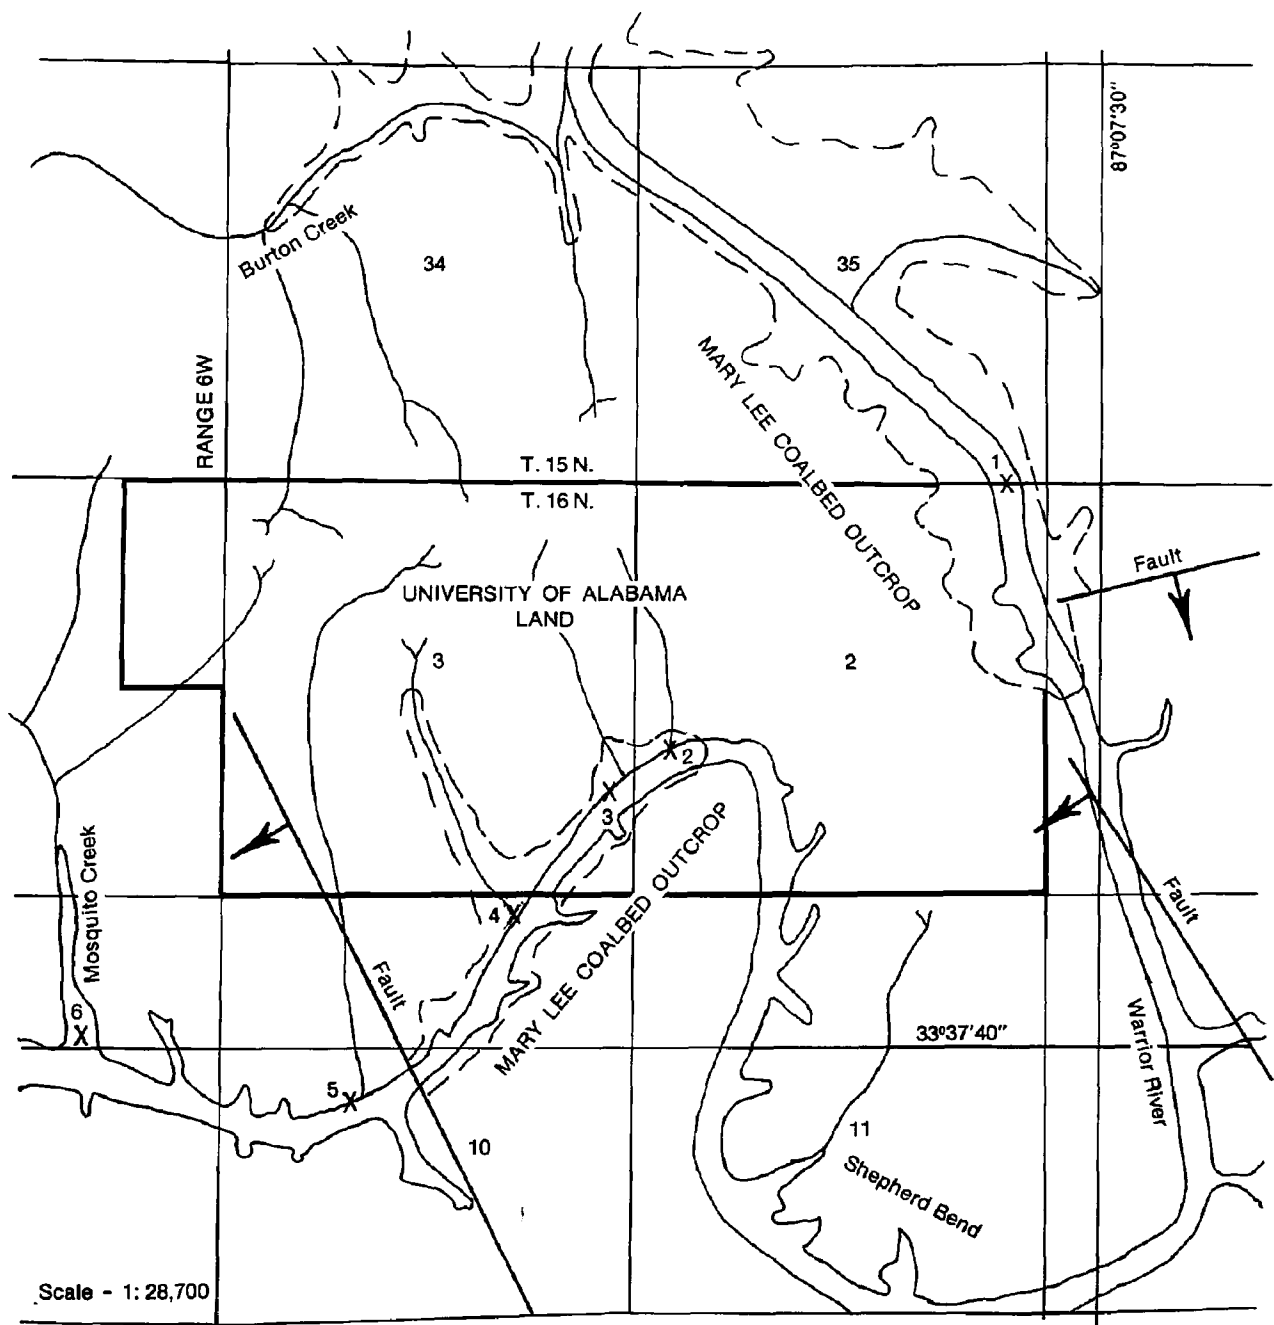 87°07'30"
Burton Creek
34
35
RANGE 6W
MARY LEE COALBED OUTCROP
T. 15 N.
T. 16 N.
1
Fault
UNIVERSITY OF ALABAMA
LAND
3
2
2
3
Mosquito Creek
4
MARY LEE COALBED OUTCROP
Fault
Fault
6
33°37'40"
Warrior River
5
10
11
Shepherd Bend
Scale - 1: 28,700